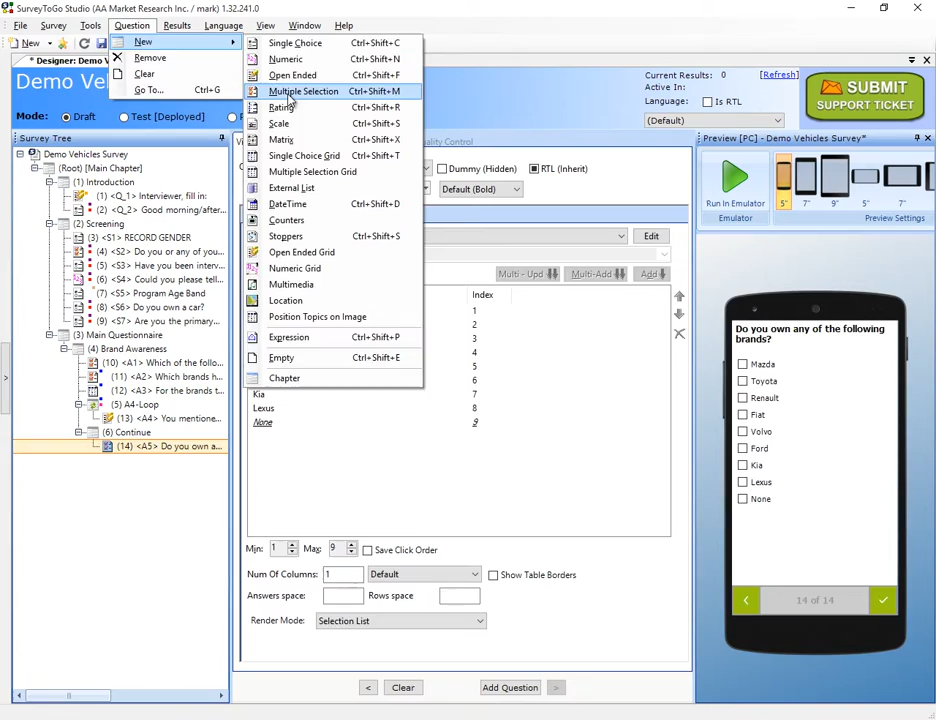 SurveyToGo Studio (AA Market Research Inc. / mark) 1.32.241.0
File Survey Tools Question Results Language View Window Help
New
* Designer: Demo V
Demo Vehicles
Mode: Draft Test [Deployed]
Current Results: 0 [Refresh]
Active In:
Language: Is RTL
(Default)
SUBMIT
SUPPORT TICKET
New
Remove
Clear
Go To... Ctrl+G
Single Choice Ctrl+Shift+C
Numeric Ctrl+Shift+N
Open Ended Ctrl+Shift+F
Multiple Selection Ctrl+Shift+M
Rating Ctrl+Shift+R
Scale Ctrl+Shift+S
Matrix Ctrl+Shift+X
Single Choice Grid Ctrl+Shift+T
Multiple Selection Grid
External List
DateTime Ctrl+Shift+D
Counters
Stoppers Ctrl+Shift+S
Open Ended Grid
Numeric Grid
Multimedia
Location
Position Topics on Image
Expression Ctrl+Shift+P
Empty Ctrl+Shift+E
Chapter
Survey Tree
Demo Vehicles Survey
(Root) [Main Chapter]
(1) Introduction
(1) <Q_1> Interviewer, fill in:
(2) <Q_2> Good morning/after...
(2) Screening
(3) <S1> RECORD GENDER
(4) <S2> Do you or any of you...
(5) <S3> Have you been interv...
(6) <S4> Could you please tell...
(7) <S5> Program Age Band
(8) <S6> Do you own a car?
(9) <S7> Are you the primary...
(3) Main Questionnaire
(4) Brand Awareness
(10) <A1> Which of the follo...
(11) <A2> Which brands h...
(12) <A3> For the brands t...
(5) A4-Loop
(13) <A4> You mentione...
(6) Continue
(14) <A5> Do you own a...
Quality Control
Dummy (Hidden) RTL (Inherit)
Default (Bold)
Edit
Multi - Upd Multi-Add Add
Index
1
2
3
4
5
6
Kia 7
Lexus 8
None 9
Min: 1 Max: 9 Save Click Order
Num Of Columns: 1 Default Show Table Borders
Answers space: Rows space
Render Mode: Selection List
< Clear Add Question >
Preview [PC] - Demo Vehicles Survey*
5" 7" 9" 5" 7"
Run In Emulator
Emulator Preview Settings
Do you own any of the following
brands?
Mazda
Toyota
Renault
Fiat
Volvo
Ford
Kia
Lexus
None
14 of 14